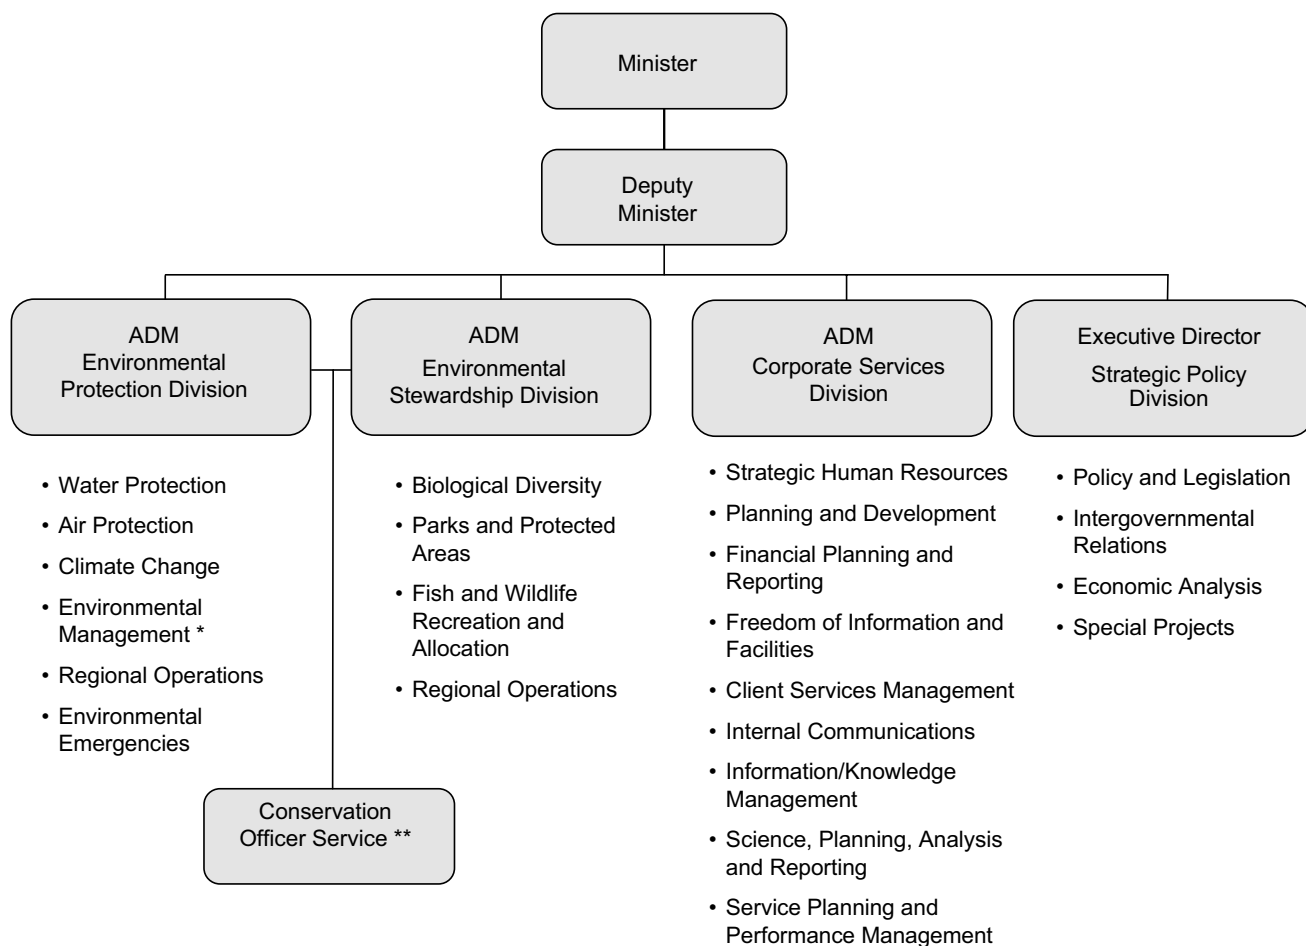 Minister
Deputy
Minister
ADM
Environmental
Protection Division
ADM
Environmental
Stewardship Division
ADM
Corporate Services
Division
Executive Director
Strategic Policy
Division
• Water Protection
• Air Protection
• Climate Change
• Environmental
Management *
• Regional Operations
• Environmental
Emergencies
• Biological Diversity
• Parks and Protected
Areas
• Fish and Wildlife
Recreation and
Allocation
• Regional Operations
• Strategic Human Resources
• Planning and Development
• Financial Planning and
Reporting
• Freedom of Information and
Facilities
• Client Services Management
• Internal Communications
• Information/Knowledge
Management
• Science, Planning, Analysis
and Reporting
• Service Planning and
Performance Management
• Policy and Legislation
• Intergovernmental
Relations
• Economic Analysis
• Special Projects
Conservation
Officer Service **